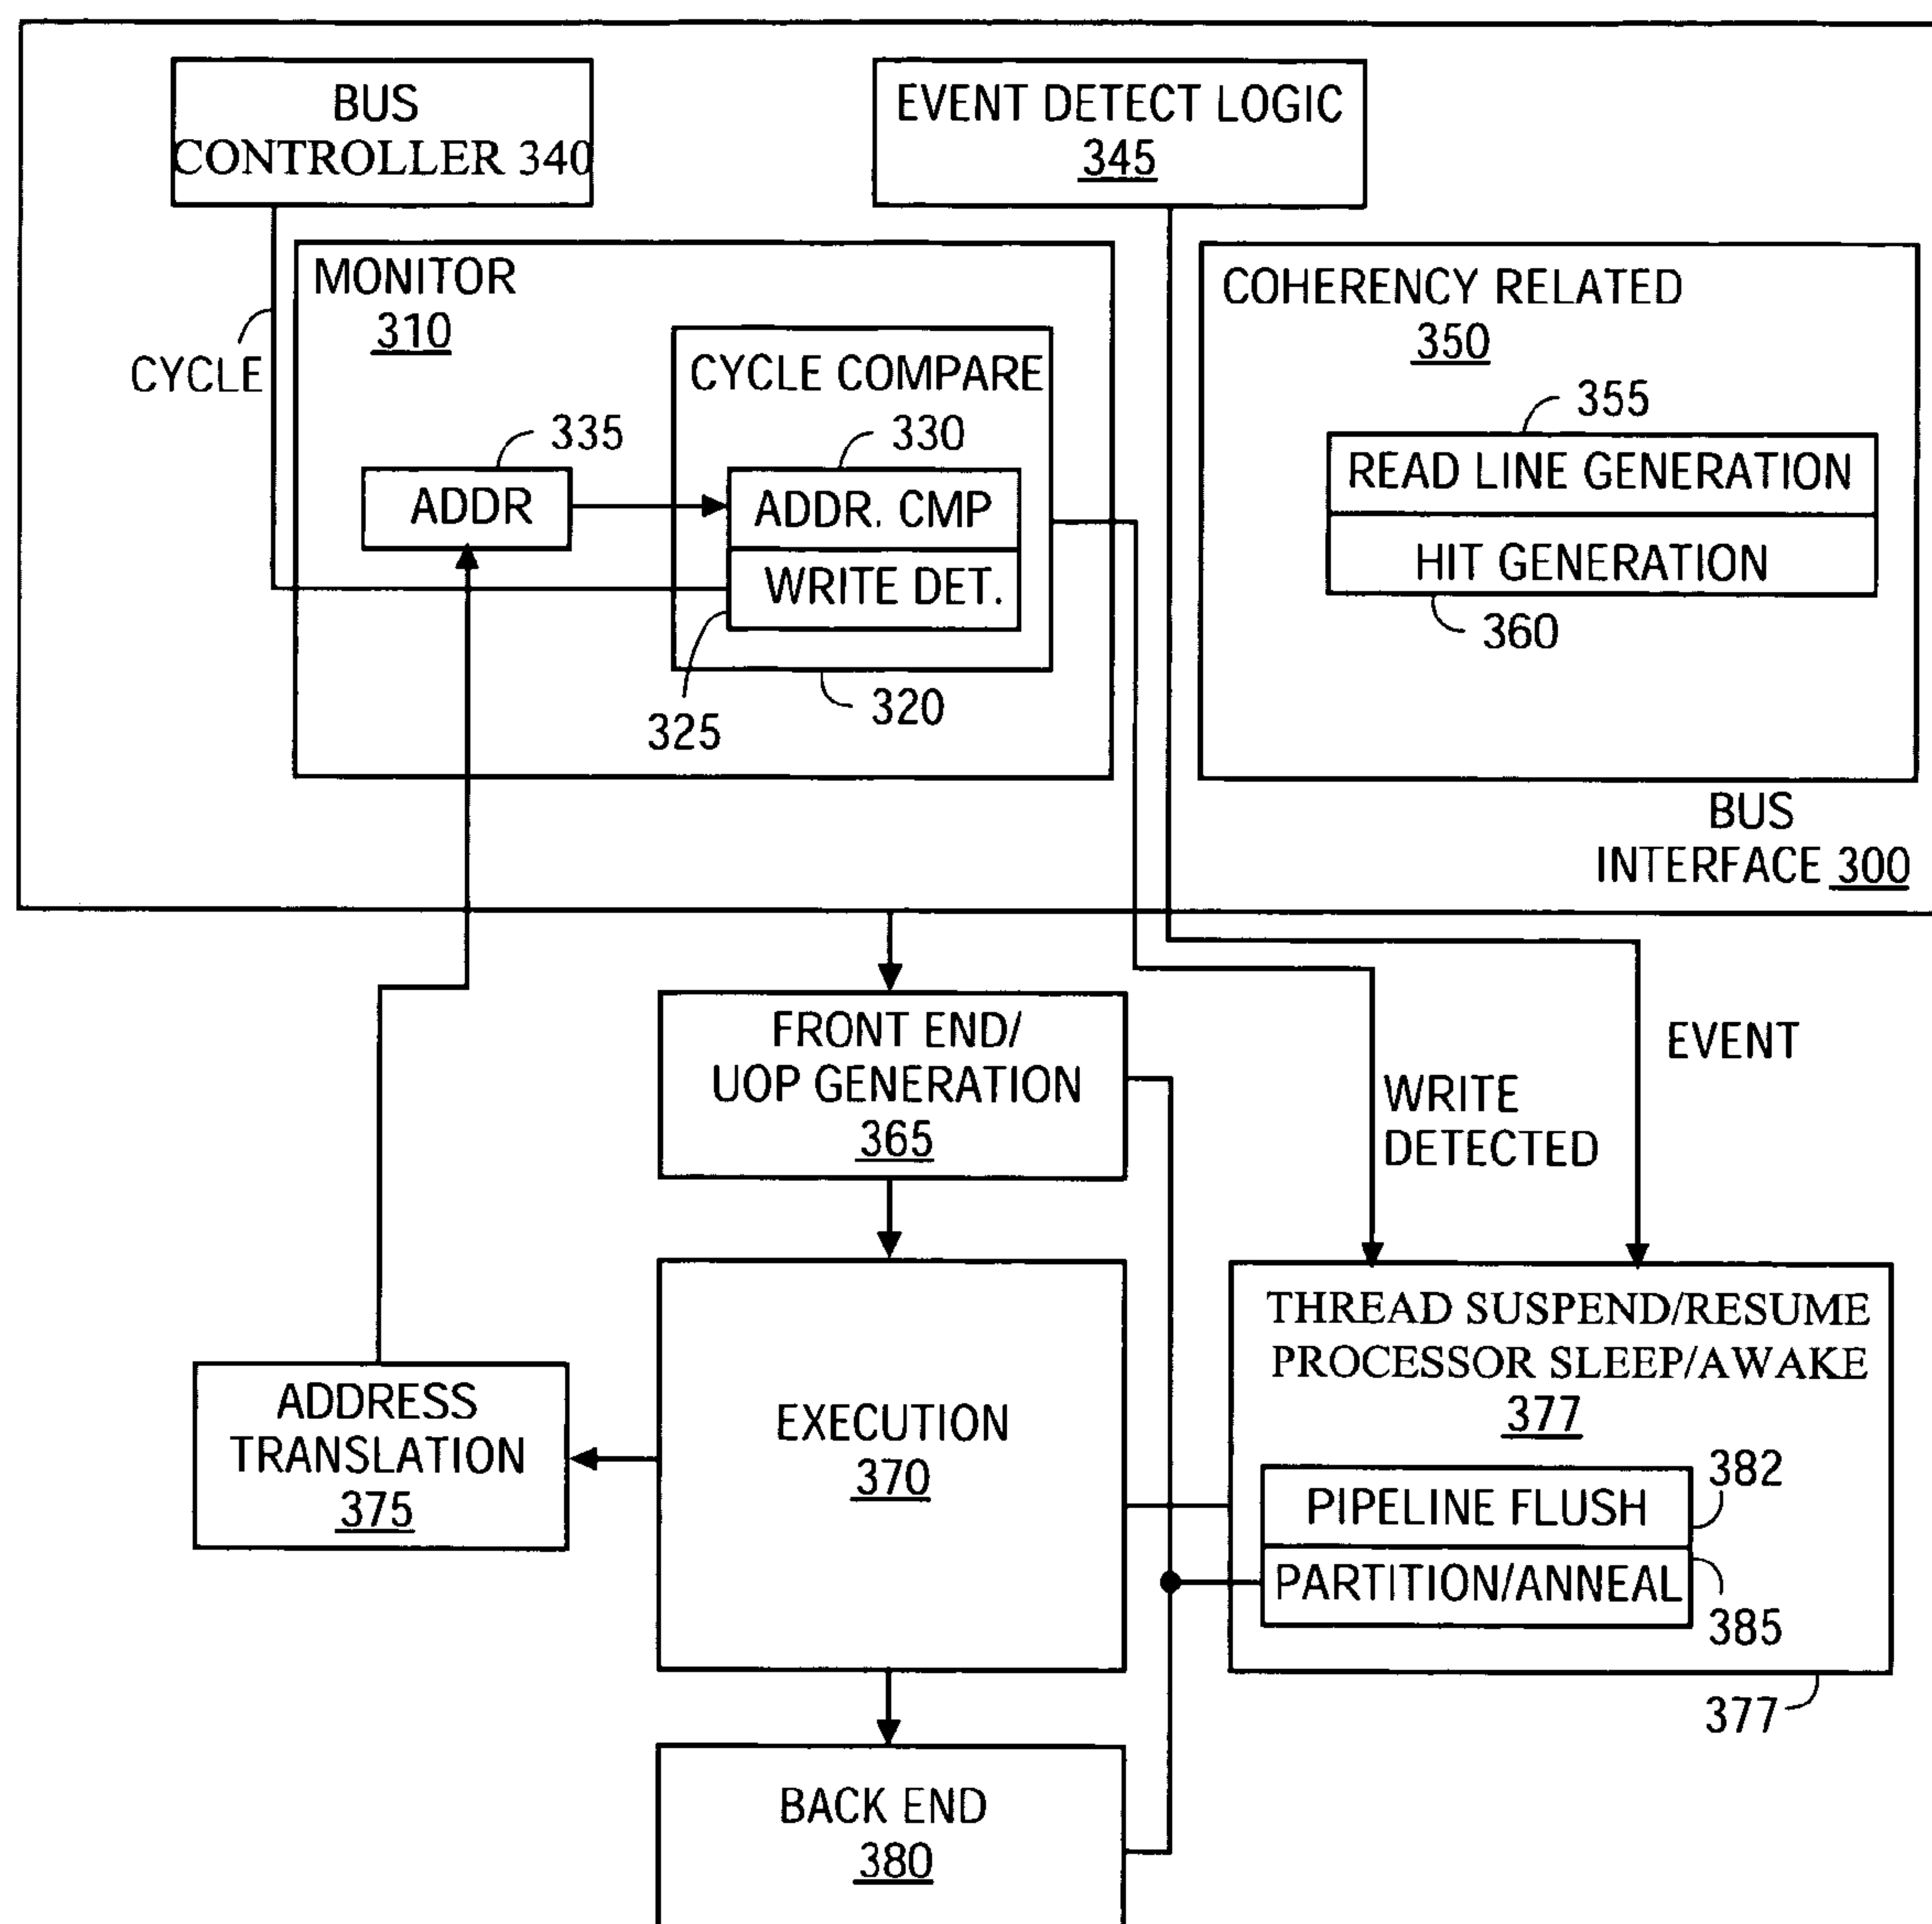 BUS
CONTROLLER 340
EVENT DETECT LOGIC
345
MONITOR
310
CYCLE
CYCLE COMPARE
335
330
ADDR
ADDR. CMP
WRITE DET.
325
320
COHERENCY RELATED
350
355
READ LINE GENERATION
HIT GENERATION
360
BUS
INTERFACE 300
FRONT END/
UOP GENERATION
365
EVENT
WRITE
DETECTED
EXECUTION
370
ADDRESS
TRANSLATION
375
THREAD SUSPEND/RESUME
PROCESSOR SLEEP/AWAKE
377
382
PIPELINE FLUSH
PARTITION/ANNEAL
385
377
BACK END
380